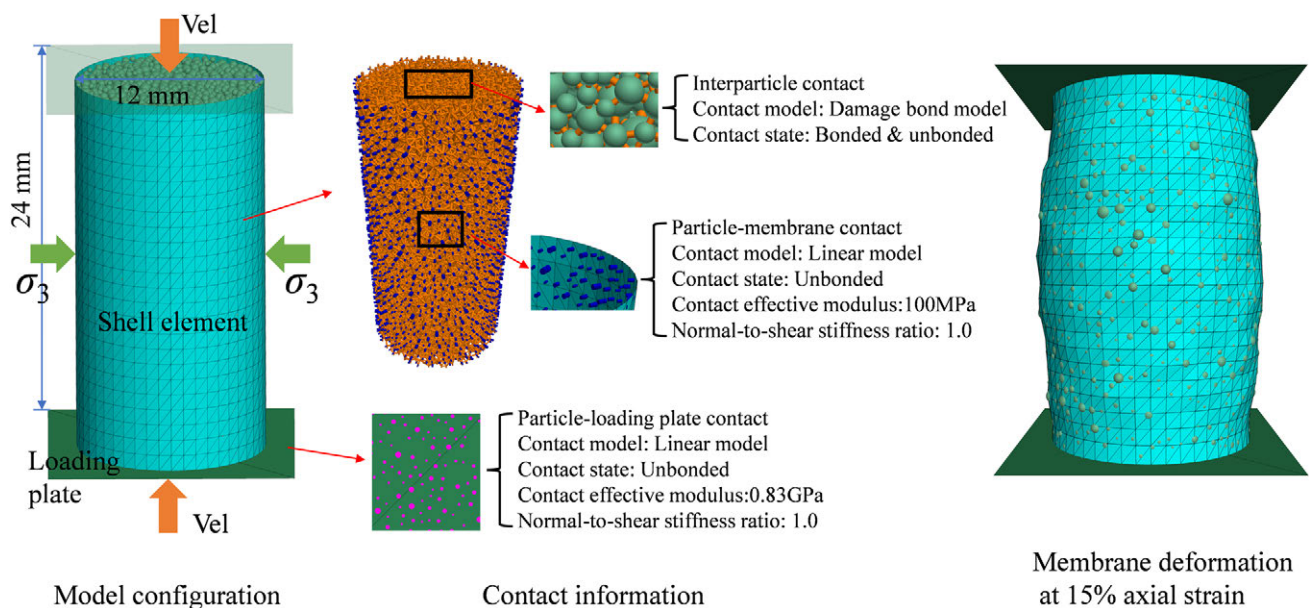 Vel
12 mm
24 mm
σ3
σ3
Shell element
Loading
plate
Vel
Model configuration
Interparticle contact
Contact model: Damage bond model
Contact state: Bonded & unbonded
Particle-membrane contact
Contact model: Linear model
Contact state: Unbonded
Contact effective modulus:100MPa
Normal-to-shear stiffness ratio: 1.0
Particle-loading plate contact
Contact model: Linear model
Contact state: Unbonded
Contact effective modulus:0.83GPa
Normal-to-shear stiffness ratio: 1.0
Contact information
Membrane deformation
at 15% axial strain